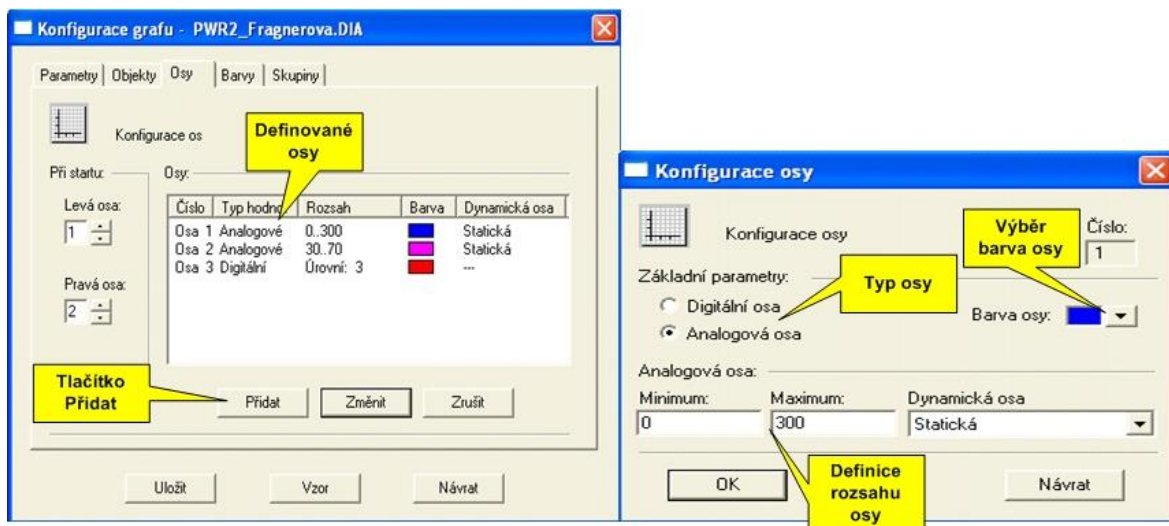 Konfigurace grafu - PWR2_Fragnerova.DIA
Parametry Objekty Osy Barvy Skupiny
Konfigurace os
Definované
osy
Při startu:
Levá osa:
1
Pravá osa:
2
Osy:
Číslo Typ hodno Rozsah Barva Dynamická osa
Osa 1 Analogové 0..300 Statická
Osa 2 Analogové 30..70 Statická
Osa 3 Digitální Úrovní: 3 ---
Tlačítko
Přidat
Přidat Změnit Zrušit
Uložit Vzor Návrat
Konfigurace osy
Konfigurace osy
Výběr
barva osy
Číslo:
1
Základní parametry:
Typ osy
Digitální osa
Analogová osa
Barva osy:
Analogová osa:
Minimum: Maximum: Dynamická osa
0 300 Statická
Definice
rozsahu
osy
OK Návrat